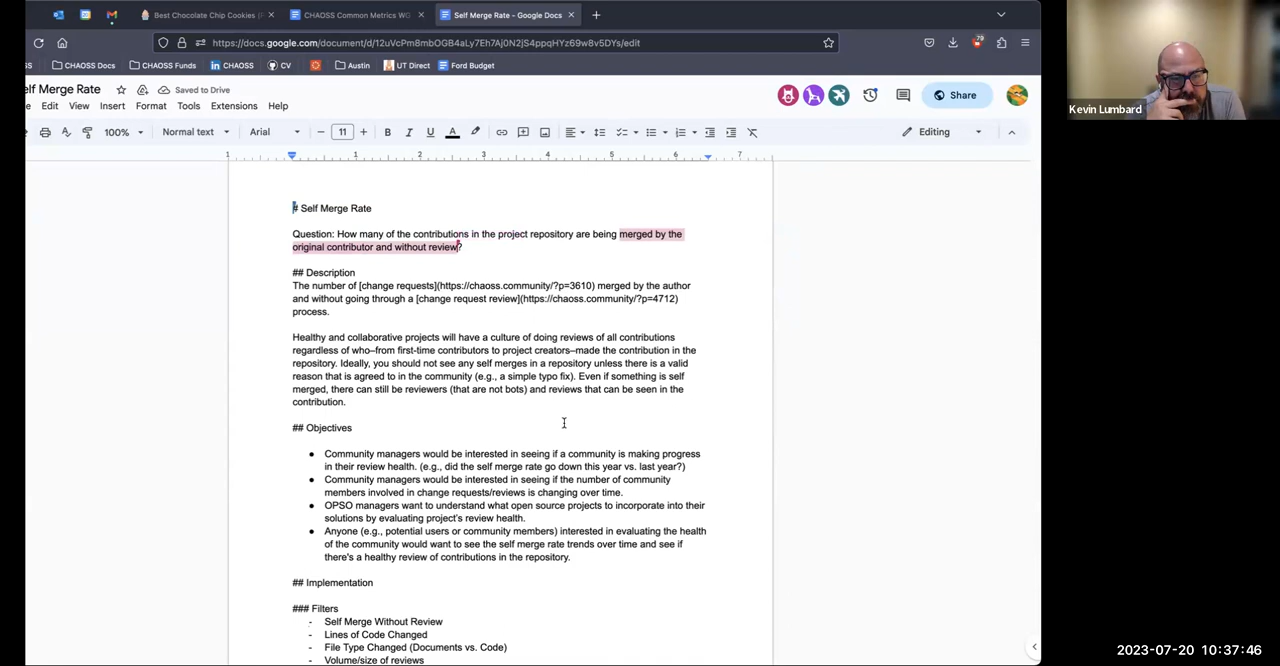 Best Chocolate Chip Cookies | F
CHAOSS Common Metrics WG
Self Merge Rate - Google Docs
https://docs.google.com/document/d/12uVcPm8mbOGB4aLy7Eh7Aj0N2jS4ppqHYz69w8v5DYs/edit
79
SS
CHAOSS Docs
CHAOSS Funds
CHAOSS
CV
Austin
UT Direct
Ford Budget
elf Merge Rate
Saved to Drive
Share
e Edit View Insert Format Tools Extensions Help
100% Normal text Arial 11 Editing
1 1 2 3 4 5 6 7
# Self Merge Rate
Question: How many of the contributions in the project repository are being merged by the
original contributor and without review?
## Description
The number of [change requests](https://chaoss.community/?p=3610) merged by the author
and without going through a [change request review](https://chaoss.community/?p=4712)
process.
Healthy and collaborative projects will have a culture of doing reviews of all contributions
regardless of who–from first-time contributors to project creators–made the contribution in the
repository. Ideally, you should not see any self merges in a repository unless there is a valid
reason that is agreed to in the community (e.g., a simple typo fix). Even if something is self
merged, there can still be reviewers (that are not bots) and reviews that can be seen in the
contribution.
## Objectives
● Community managers would be interested in seeing if a community is making progress
in their review health. (e.g., did the self merge rate go down this year vs. last year?)
● Community managers would be interested in seeing if the number of community
members involved in change requests/reviews is changing over time.
● OPSO managers want to understand what open source projects to incorporate into their
solutions by evaluating project's review health.
● Anyone (e.g., potential users or community members) interested in evaluating the health
of the community would want to see the self merge rate trends over time and see if
there's a healthy review of contributions in the repository.
## Implementation
### Filters
- Self Merge Without Review
- Lines of Code Changed
- File Type Changed (Documents vs. Code)
- Volume/size of reviews
Kevin Lumbard
2023-07-20 10:37:46